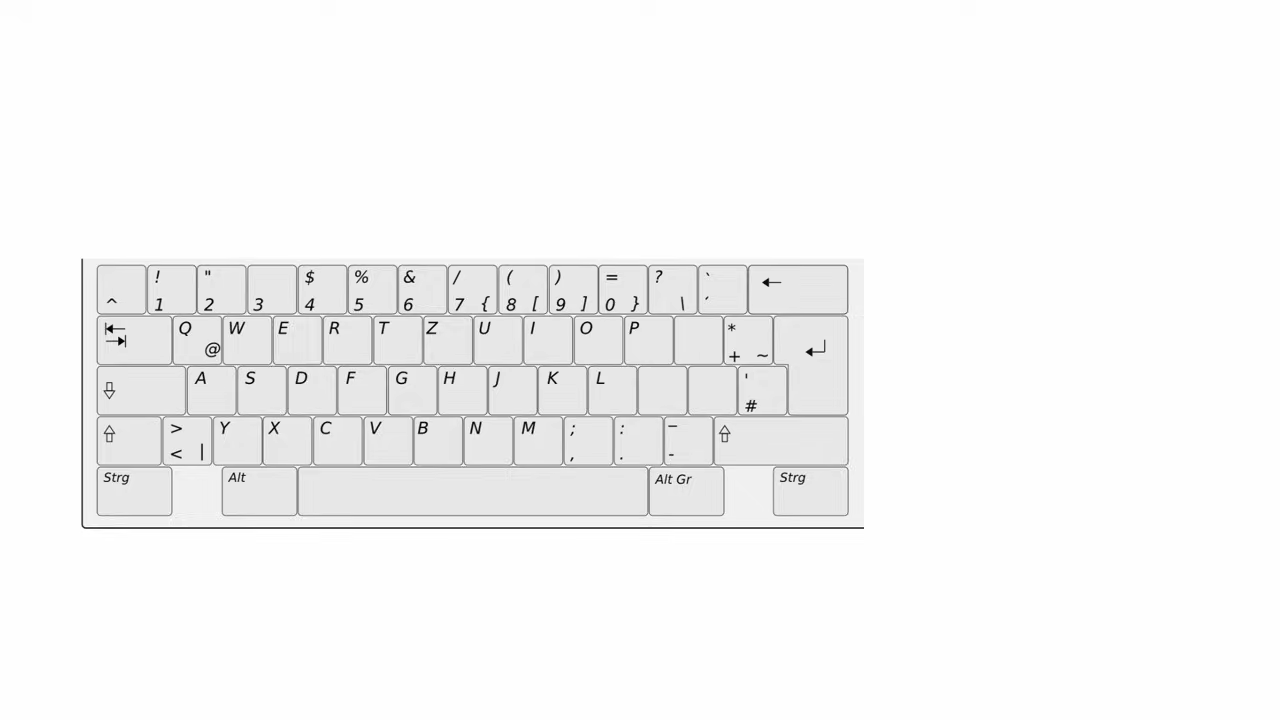 ! " $ % & / ( ) = ? ` ←
^ 1 2 3 4 5 6 7 { 8 [ 9 ] 0 } \ ´
Q W E R T Z U I O P *
@ + ~
A S D F G H J K L '
#
> Y X C V B N M ; : _
< | , . -
Strg Alt Alt Gr Strg